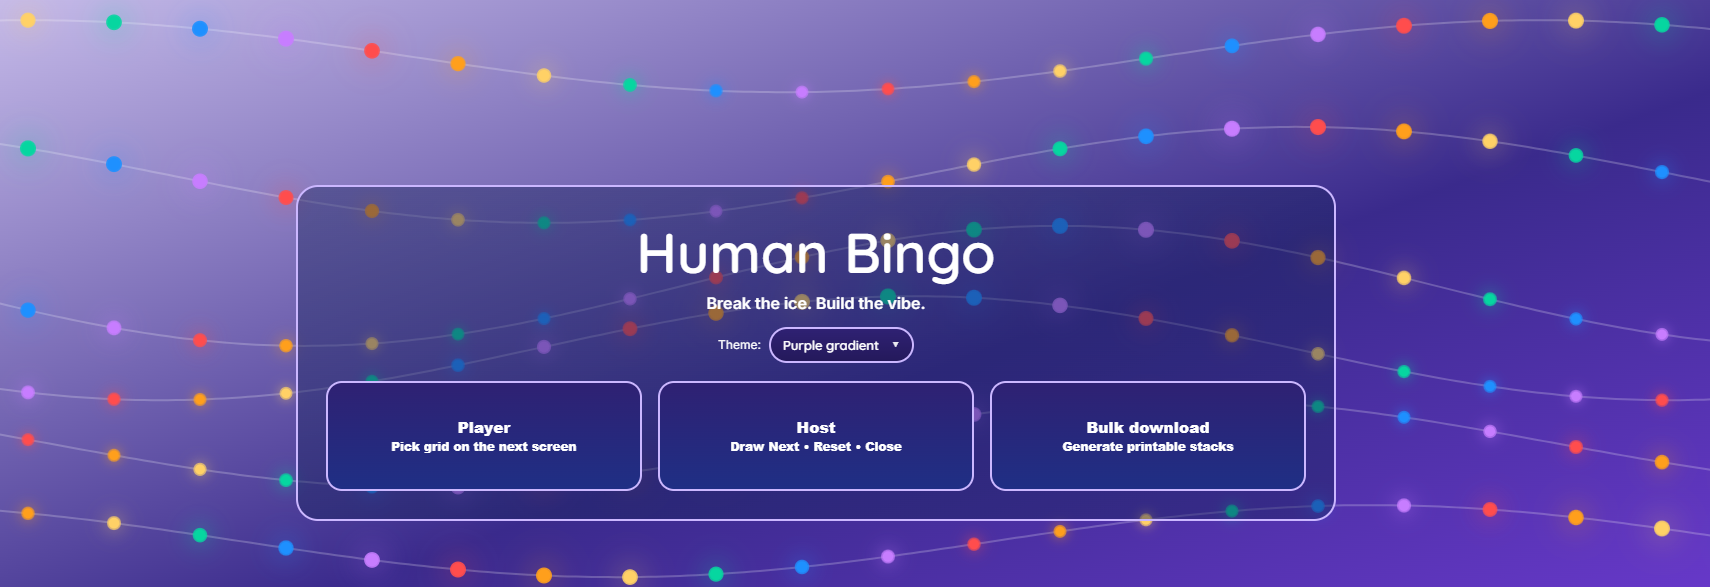 Human Bingo
Break the ice. Build the vibe.
Theme: Purple gradient ▼
Player
Pick grid on the next screen
Host
Draw Next • Reset • Close
Bulk download
Generate printable stacks